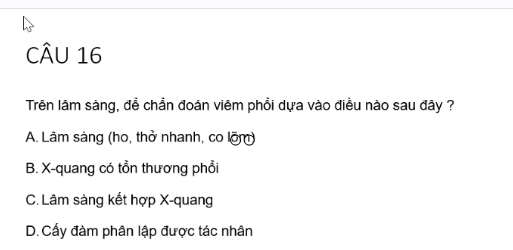 CÂU 16
Trên lâm sàng, để chẩn đoán viêm phổi dựa vào điều nào sau đây ?
A. Lâm sàng (ho, thở nhanh, co lõm)
B. X-quang có tổn thương phổi
C. Lâm sàng kết hợp X-quang
D. Cấy đàm phân lập được tác nhân